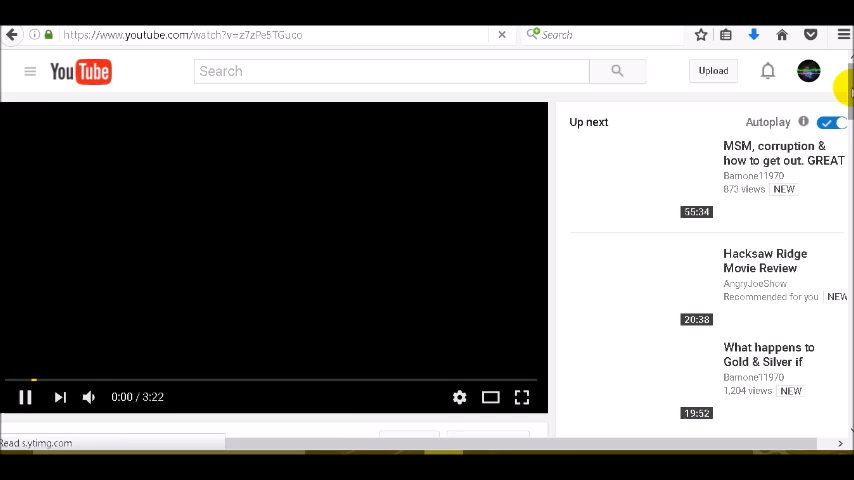 https://www.youtube.com/watch?v=z7zPe5TGuco
Search
YouTube
Search
Upload
Up next
Autoplay
MSM, corruption &
how to get out. GREAT
Barnone11970
873 views NEW
55:34
Hacksaw Ridge
Movie Review
AngryJoeShow
Recommended for you NEW
20:38
What happens to
Gold & Silver if
Barnone11970
1,204 views NEW
19:52
0:00 / 3:22
Read s.ytimg.com